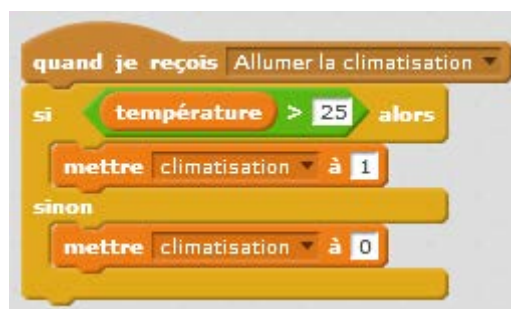 quand je reçois Allumer la climatisation
si température > 25 alors
mettre climatisation à 1
sinon
mettre climatisation à 0